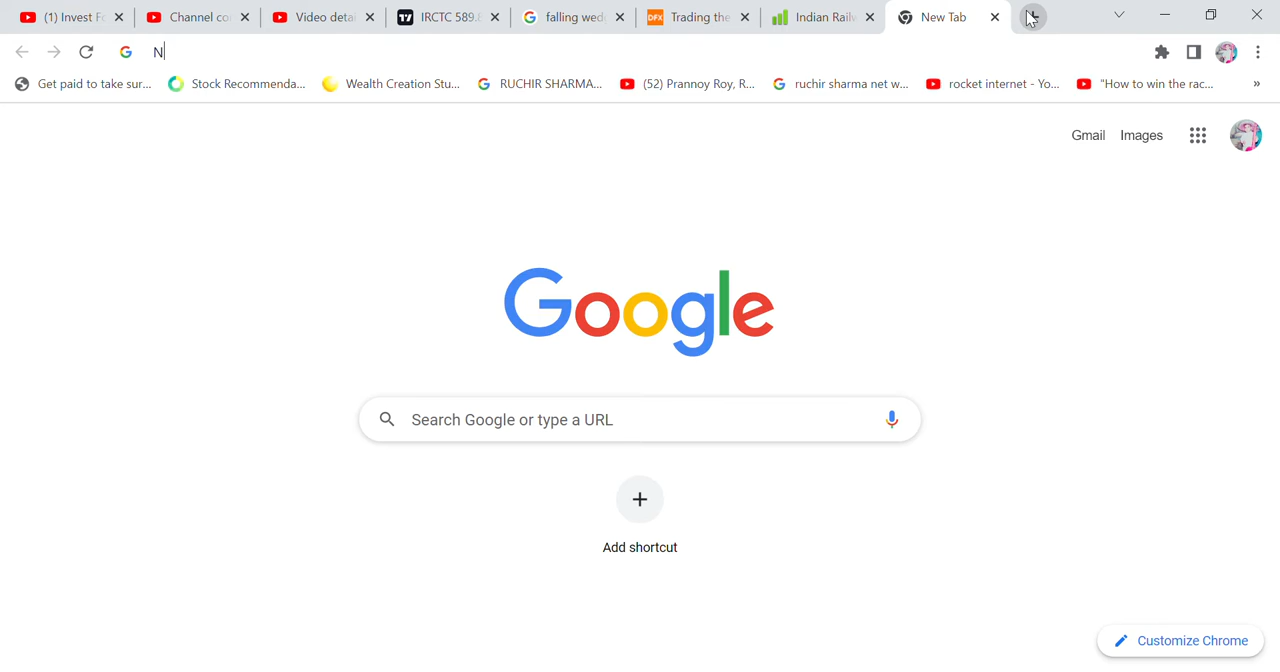 (1) Invest F
Channel co
Video detai
IRCTC 589.
falling wed
Trading the
Indian Railw
New Tab
N
Get paid to take sur...
Stock Recommenda...
Wealth Creation Stu...
RUCHIR SHARMA...
(52) Prannoy Roy, R...
ruchir sharma net w...
rocket internet - Yo...
"How to win the rac...
»
Gmail
Images
Google
Search Google or type a URL
Add shortcut
Customize Chrome